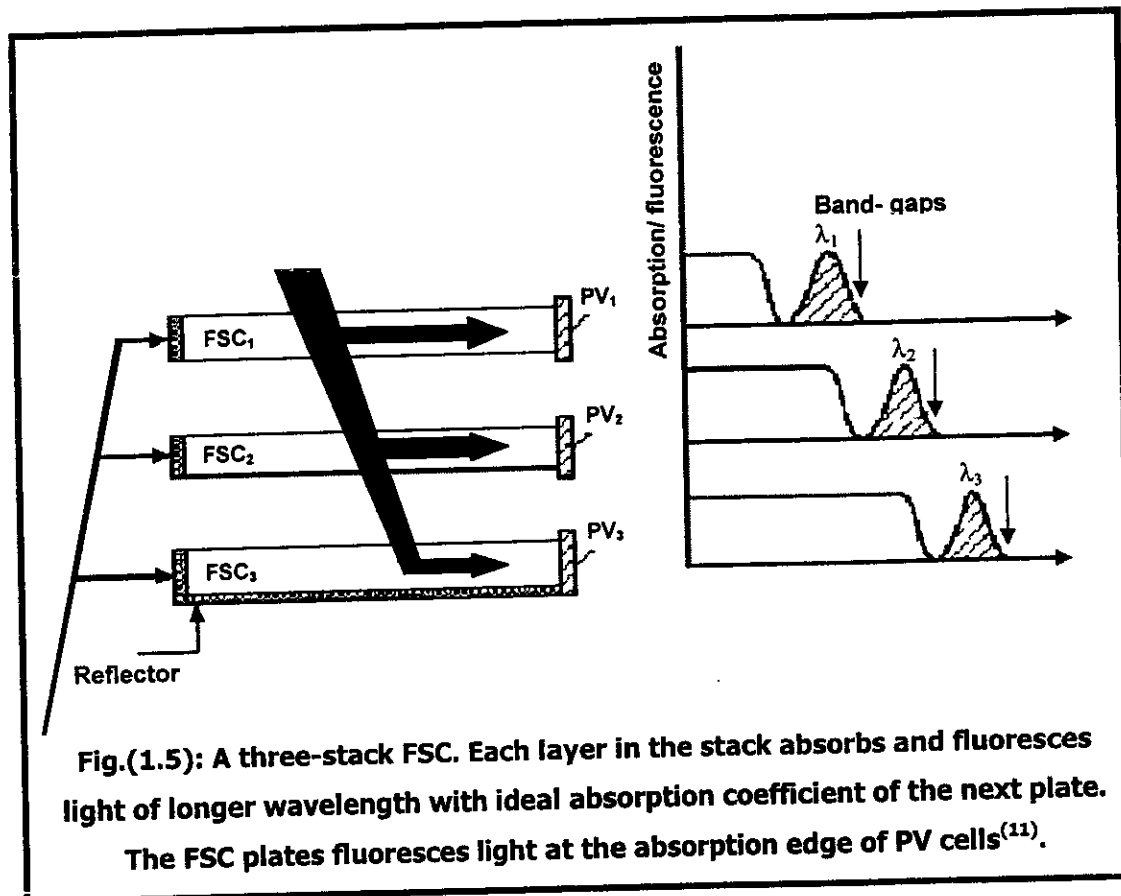 Absorption/ fluorescence
Band- gaps
λ₁
PV₁
FSC₁
λ₂
PV₂
FSC₂
λ₃
PV₃
FSC₃
Reflector
Fig.(1.5): A three-stack FSC. Each layer in the stack absorbs and fluoresces
light of longer wavelength with ideal absorption coefficient of the next plate.
The FSC plates fluoresces light at the absorption edge of PV cells⁽¹¹⁾.